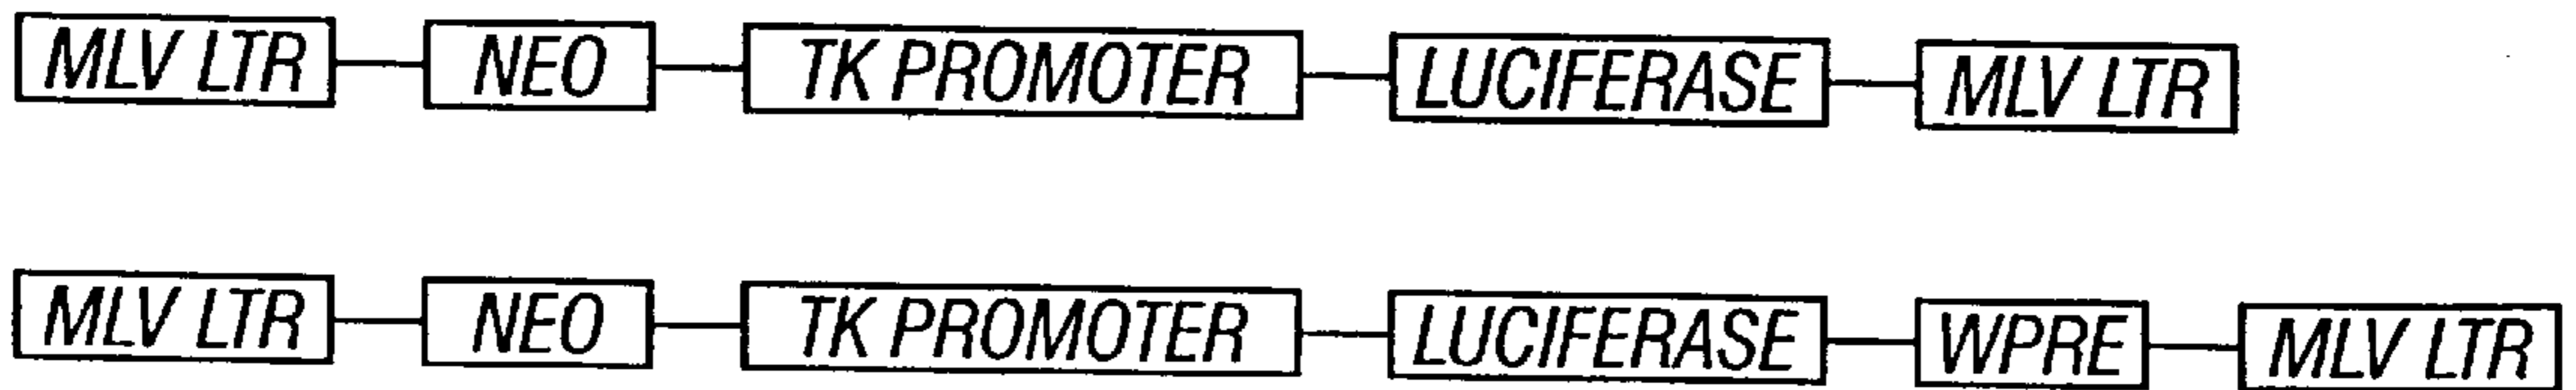 MLV LTR NEO TK PROMOTER LUCIFERASE MLV LTR
MLV LTR NEO TK PROMOTER LUCIFERASE WPRE MLV LTR